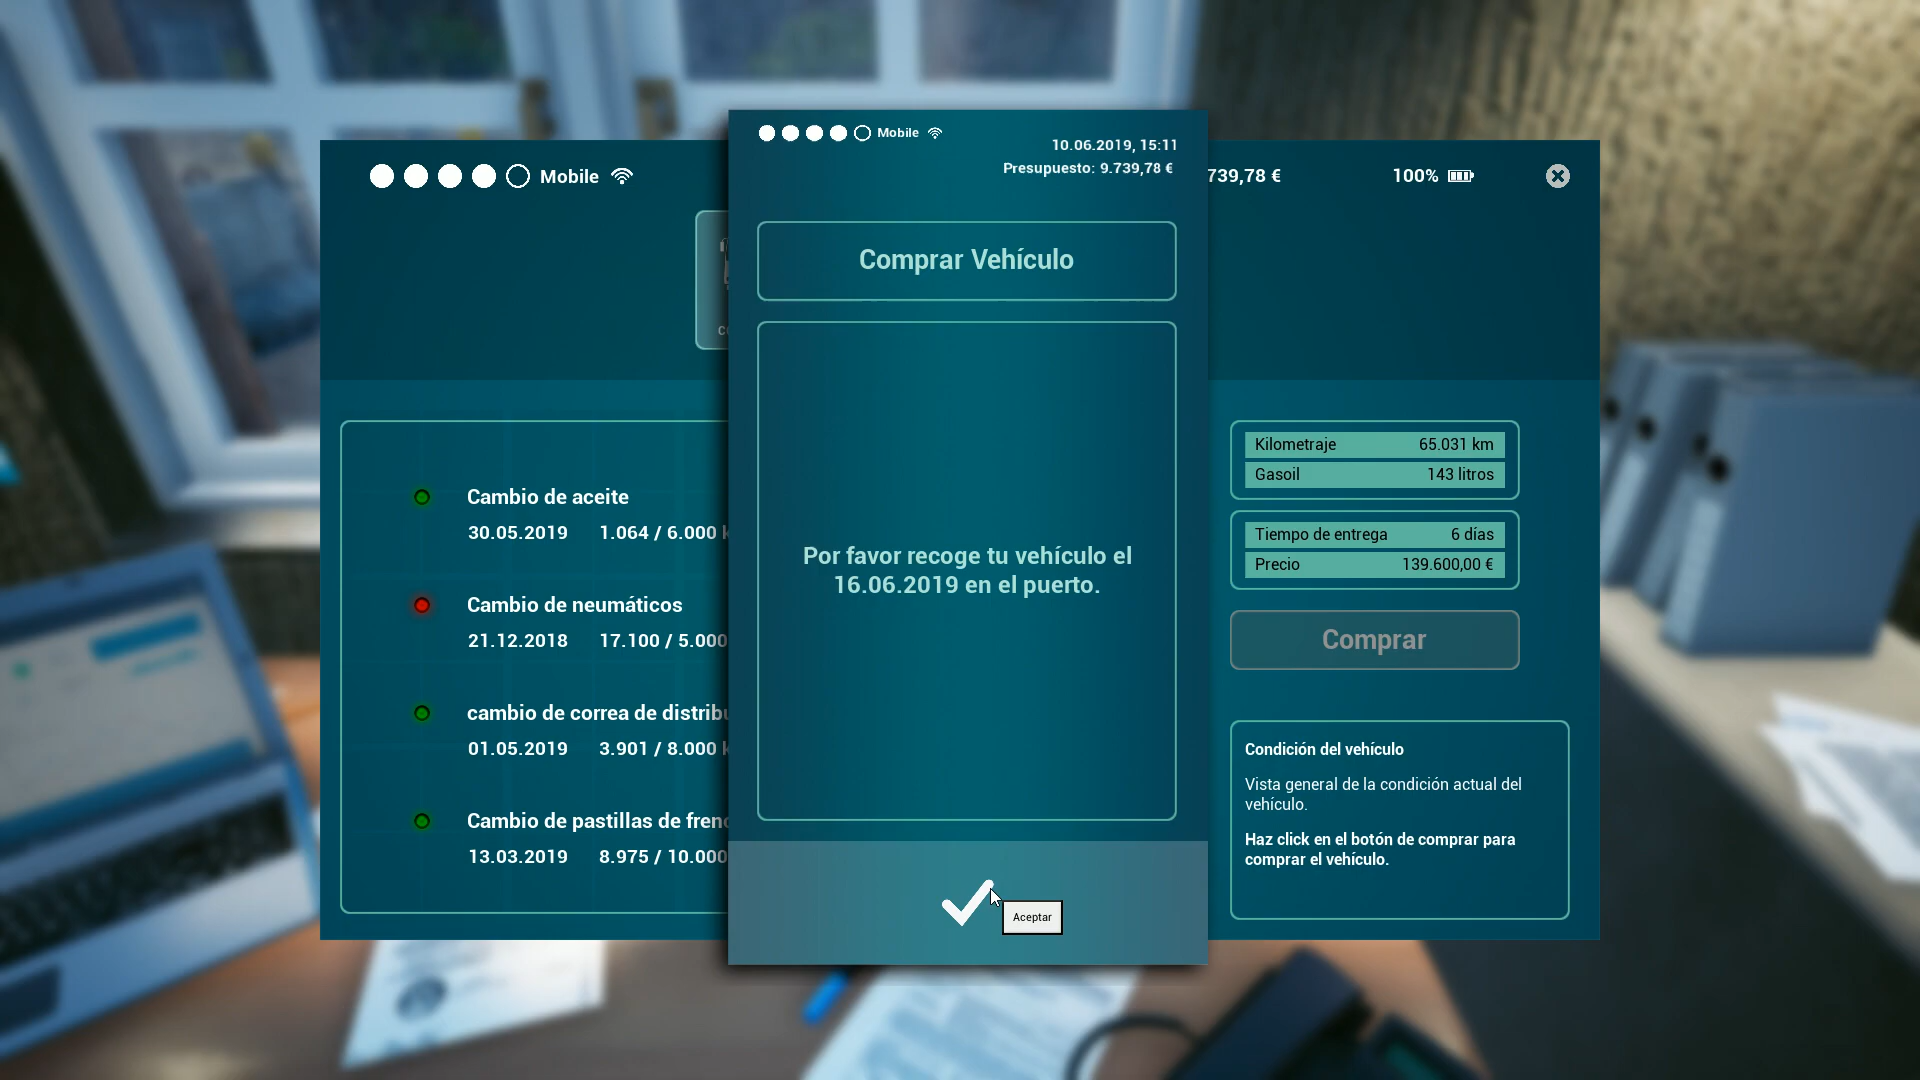 Mobile
10.06.2019, 15:11
Presupuesto: 9.739,78 €
Mobile
739,78 €
100%
Comprar Vehículo
Por favor recoge tu vehículo el
16.06.2019 en el puerto.
Aceptar
Cambio de aceite
30.05.2019 1.064 / 6.000
Cambio de neumáticos
21.12.2018 17.100 / 5.000
cambio de correa de distribu
01.05.2019 3.901 / 8.000
Cambio de pastillas de fren
13.03.2019 8.975 / 10.000
Kilometraje 65.031 km
Gasoil 143 litros
Tiempo de entrega 6 días
Precio 139.600,00 €
Comprar
Condición del vehículo
Vista general de la condición actual del
vehículo.
Haz click en el botón de comprar para
comprar el vehículo.